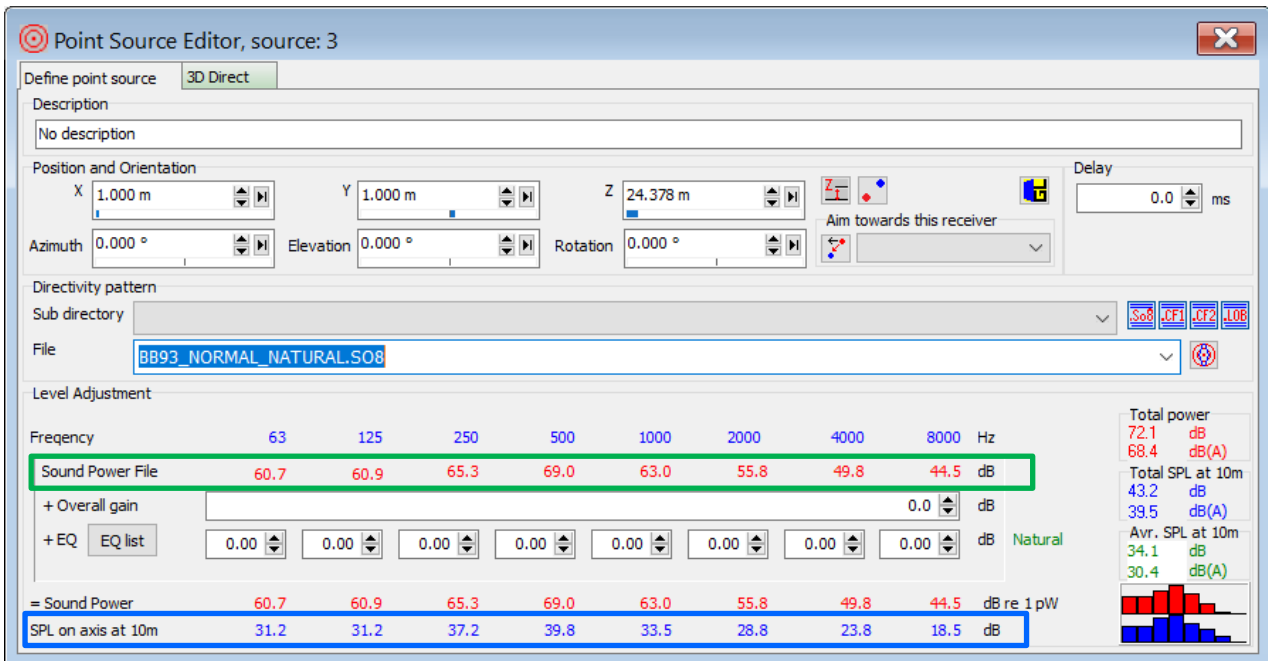 Point Source Editor, source: 3
Define point source 3D Direct
Description
No description
Position and Orientation Delay
X 1.000 m Y 1.000 m Z 24.378 m 0.0 ms
Aim towards this receiver
Azimuth 0.000 ° Elevation 0.000 ° Rotation 0.000 °
Directivity pattern
Sub directory .So8 .CF1 .CF2 .LOB
File BB93_NORMAL_NATURAL.SO8
Level Adjustment
Freqency 63 125 250 500 1000 2000 4000 8000 Hz
Sound Power File 60.7 60.9 65.3 69.0 63.0 55.8 49.8 44.5 dB
+ Overall gain 0.0 dB
+ EQ EQ list 0.00 0.00 0.00 0.00 0.00 0.00 0.00 0.00 dB Natural
= Sound Power 60.7 60.9 65.3 69.0 63.0 55.8 49.8 44.5 dB re 1 pW
SPL on axis at 10m 31.2 31.2 37.2 39.8 33.5 28.8 23.8 18.5 dB
Total power
72.1 dB
68.4 dB(A)
Total SPL at 10m
43.2 dB
39.5 dB(A)
Avr. SPL at 10m
34.1 dB
30.4 dB(A)